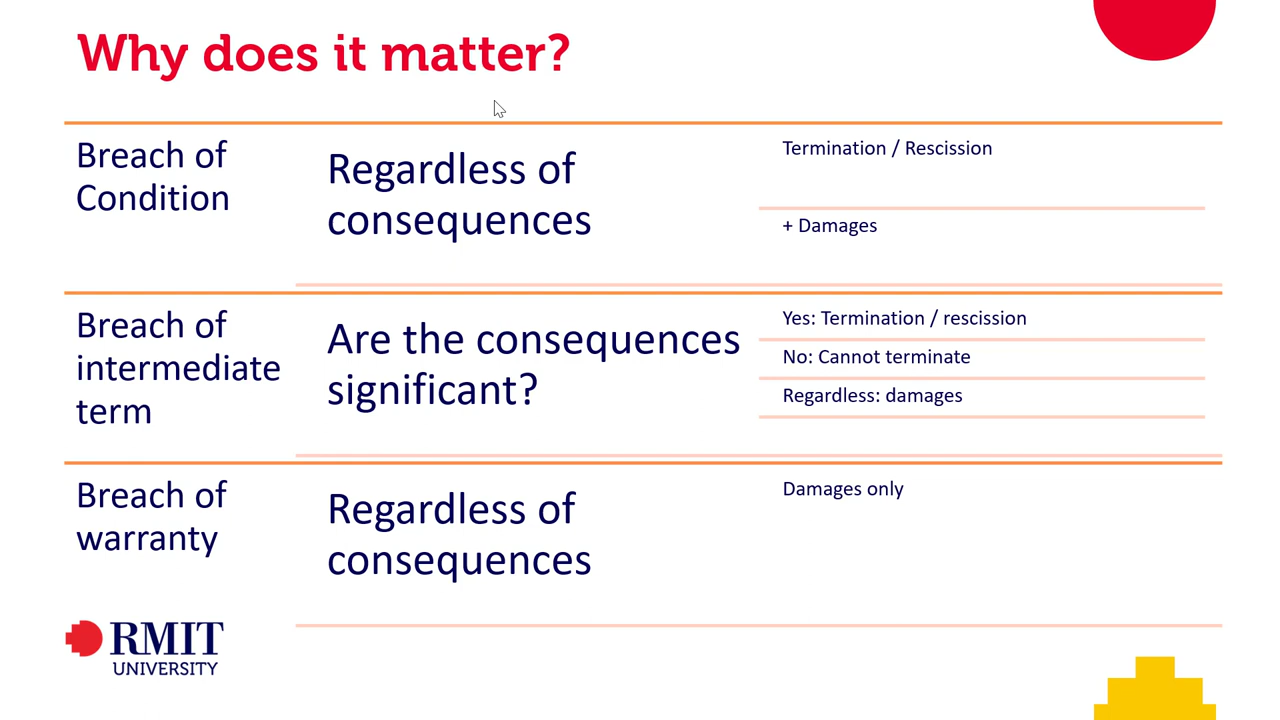 Why does it matter?
Breach of
Condition
Regardless of
consequences
Termination / Rescission
+ Damages
Breach of
intermediate
term
Are the consequences
significant?
Yes: Termination / rescission
No: Cannot terminate
Regardless: damages
Breach of
warranty
Regardless of
consequences
Damages only
RMIT
UNIVERSITY